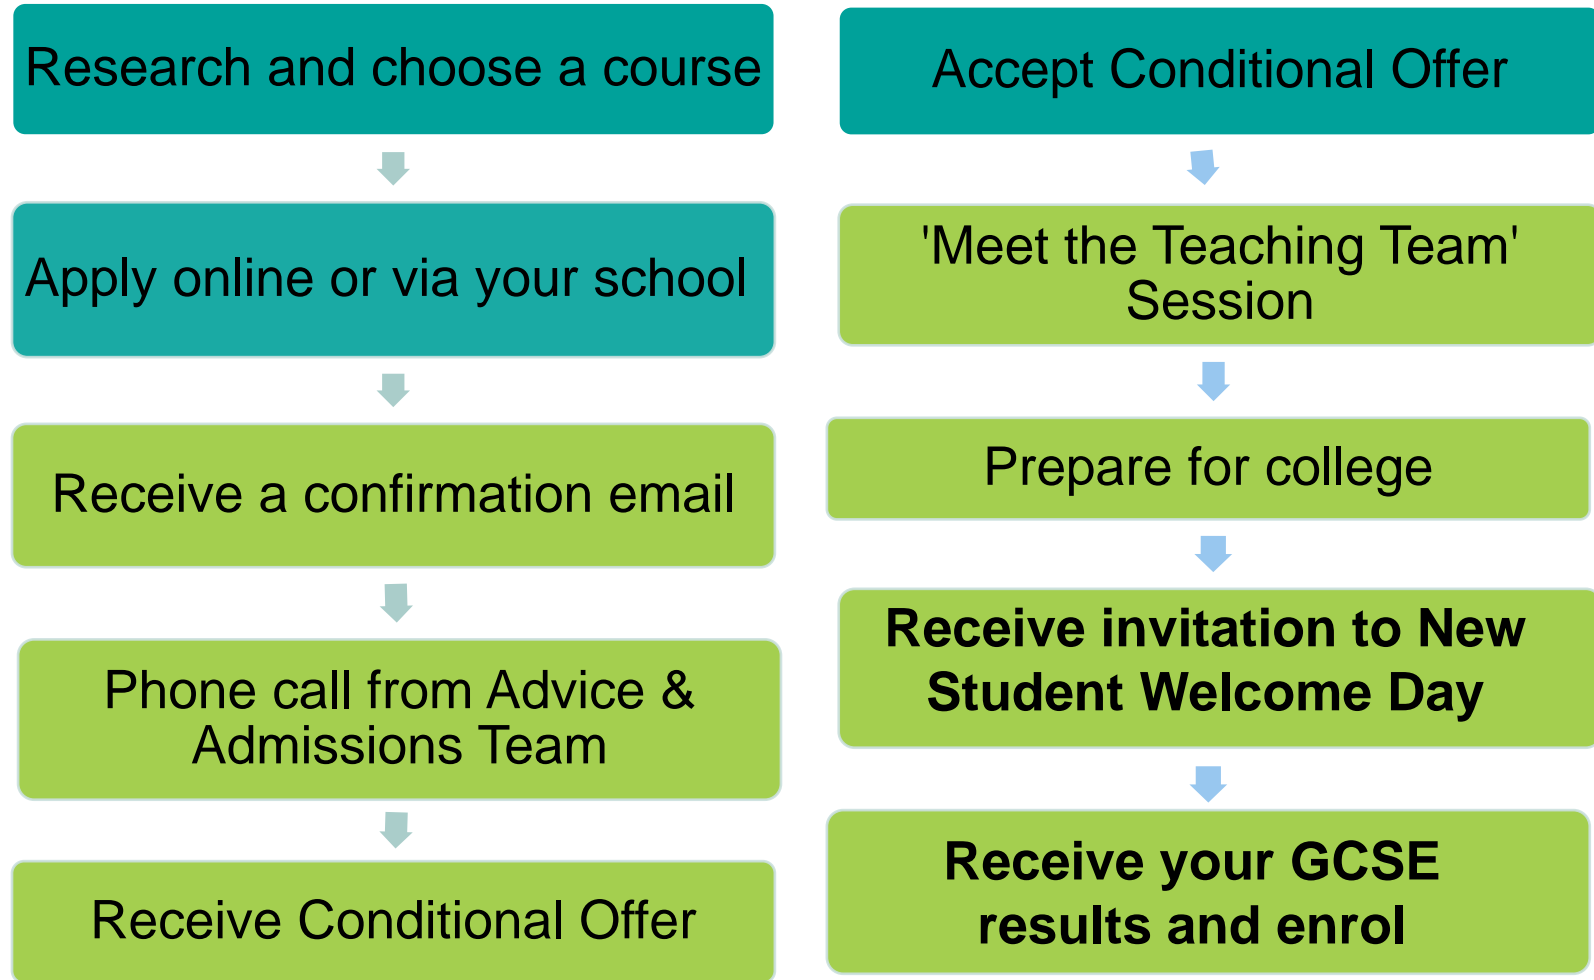 Research and choose a course
Apply online or via your school
Receive a confirmation email
Phone call from Advice &
Admissions Team
Receive Conditional Offer
Accept Conditional Offer
'Meet the Teaching Team'
Session
Prepare for college
Receive invitation to New
Student Welcome Day
Receive your GCSE
results and enrol